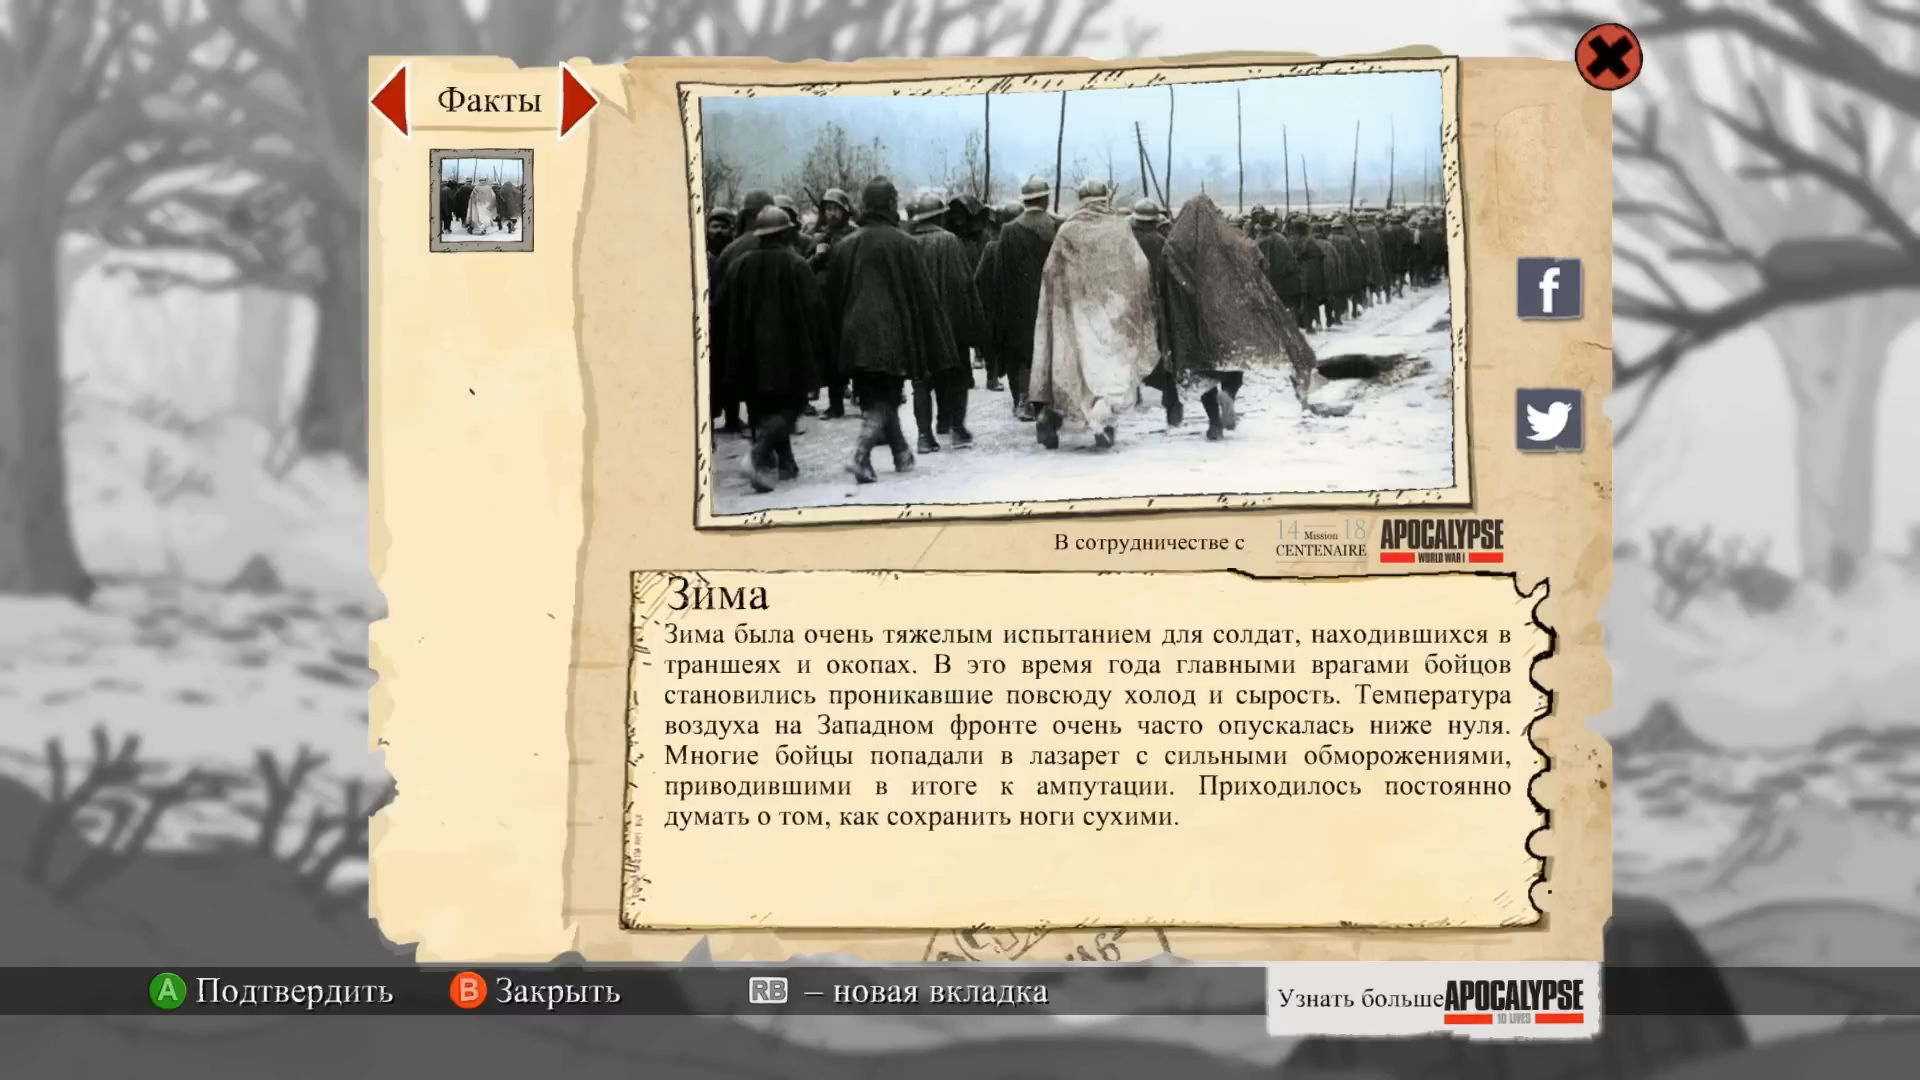 Факты
f
В сотрудничестве с
14 — 18
Mission
CENTENAIRE
APOCALYPSE
WORLD WAR I
Зима
Зима была очень тяжелым испытанием для солдат, находившихся в
траншеях и окопах. В это время года главными врагами бойцов
становились проникавшие повсюду холод и сырость. Температура
воздуха на Западном фронте очень часто опускалась ниже нуля.
Многие бойцы попадали в лазарет с сильными обморожениями,
приводившими в итоге к ампутации. Приходилось постоянно
думать о том, как сохранить ноги сухими.
A Подтвердить
B Закрыть
RB – новая вкладка
Узнать больше
APOCALYPSE
10 LIVES